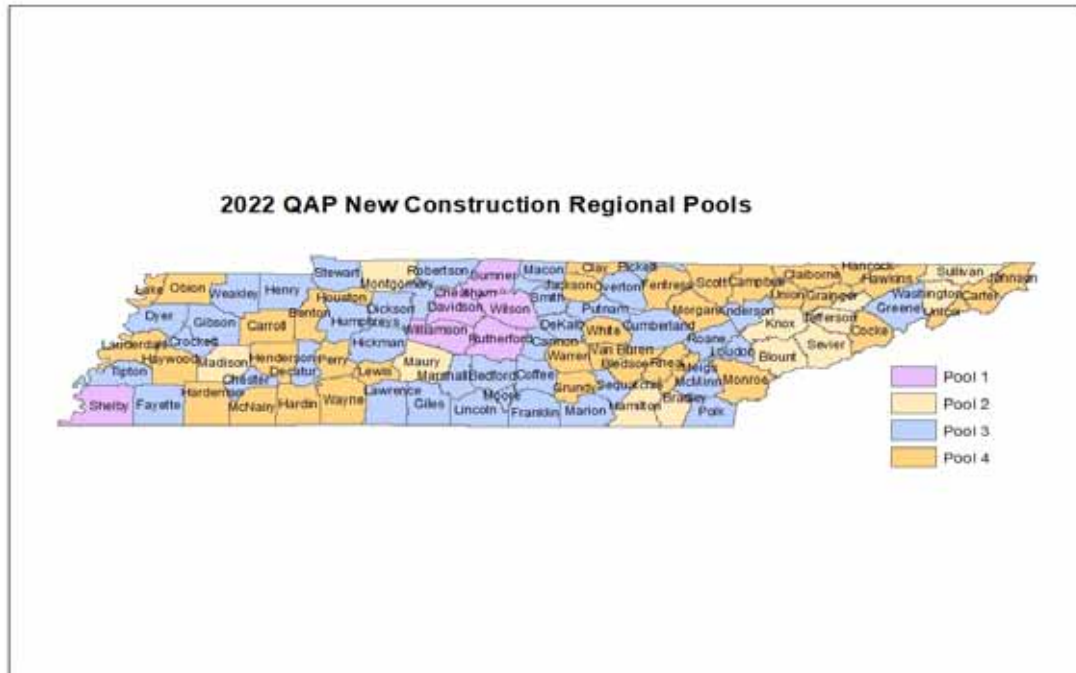 2022 QAP New Construction Regional Pools
Stewart
Montgomery
Robertson
Sumner
Macon
Clay
Pickett
Scott
Campbell
Claiborne
Hancock
Hawkins
Sullivan
Johnson
Lake
Obion
Weakley
Henry
Houston
Dickson
Cheatham
Davidson
Wilson
Smith
Jackson
Overton
Fentress
Union
Grainger
Washington
Carter
Unicoi
Greene
Dyer
Gibson
Crockett
Carroll
Benton
Humphreys
Hickman
Williamson
Rutherford
DeKalb
Cannon
Putnam
White
Cumberland
Morgan
Anderson
Roane
Loudon
Knox
Jefferson
Sevier
Cocke
Blount
Lauderdale
Haywood
Madison
Henderson
Decatur
Perry
Lewis
Maury
Marshall
Bedford
Coffee
Warren
Van Buren
Bledsoe
Rhea
Meigs
McMinn
Monroe
Tipton
Chester
Shelby
Fayette
Hardeman
McNairy
Hardin
Wayne
Lawrence
Giles
Lincoln
Moore
Franklin
Grundy
Marion
Sequatchie
Hamilton
Bradley
Polk
Pool 1
Pool 2
Pool 3
Pool 4